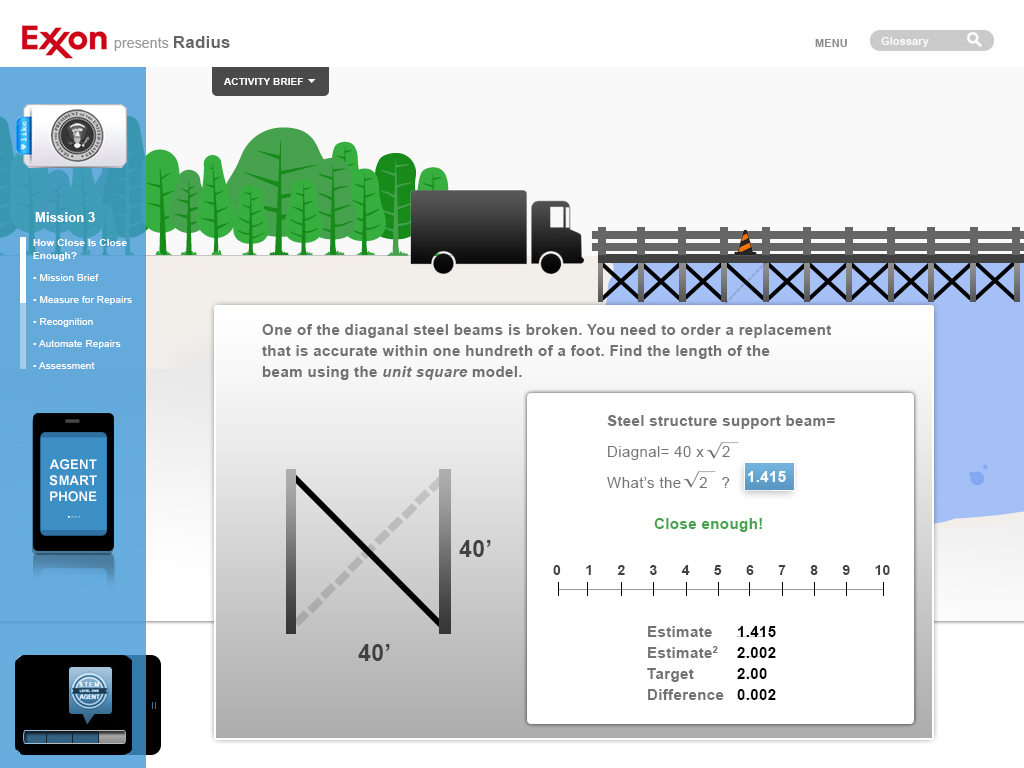 Exxon presents Radius
MENU
Glossary
ACTIVITY BRIEF
like
Mission 3
How Close Is Close
Enough?
- Mission Brief
- Measure for Repairs
- Recognition
- Automate Repairs
- Assessment
AGENT
SMART
PHONE
STEM
LEVEL ONE
AGENT
One of the diaganal steel beams is broken. You need to order a replacement
that is accurate within one hundreth of a foot. Find the length of the
beam using the unit square model.
40’
40’
Steel structure support beam=
Diagnal= 40 x √2
What’s the √2 ? 1.415
Close enough!
0 1 2 3 4 5 6 7 8 9 10
Estimate 1.415
Estimate² 2.002
Target 2.00
Difference 0.002